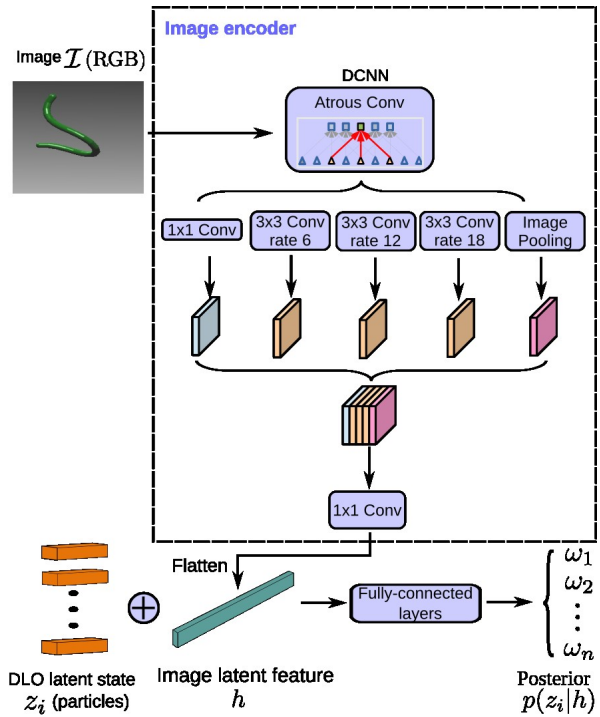 Image encoder
Image 𝓘 (RGB)
DCNN
Atrous Conv
1x1 Conv
3x3 Conv
rate 6
3x3 Conv
rate 12
3x3 Conv
rate 18
Image
Pooling
1x1 Conv
Flatten
Fully-connected
layers
ω₁
ω₂
⋮
ωₙ
DLO latent state
zᵢ (particles)
Image latent feature
h
Posterior
p(zᵢ|h)